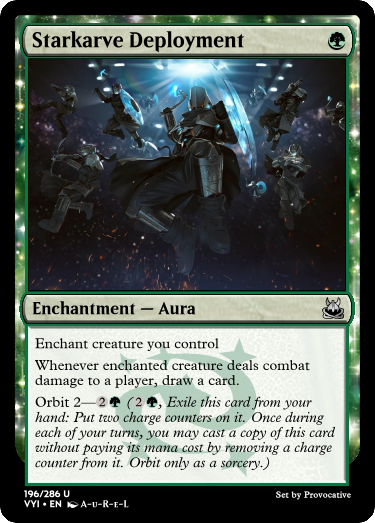 Starkarve Deployment
Enchantment — Aura
Enchant creature you control
Whenever enchanted creature deals combat
damage to a player, draw a card.
Orbit 2—2 (2, Exile this card from your
hand: Put two charge counters on it. Once during
each of your turns, you may cast a copy of this card
without paying its mana cost by removing a charge
counter from it. Orbit only as a sorcery.)
196/286 U
VYI • EN A-U-R-E-L
Set by Provocative